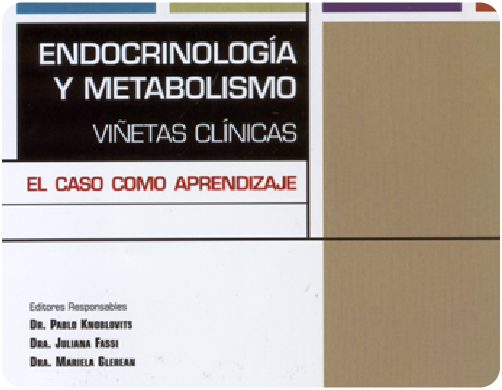 ENDOCRINOLOGÍA
Y METABOLISMO
VIÑETAS CLÍNICAS
EL CASO COMO APRENDIZAJE
Editores Responsables
DR. PABLO KNOBLOVITS
DRA. JULIANA FASSI
DRA. MARIELA GLEREAN